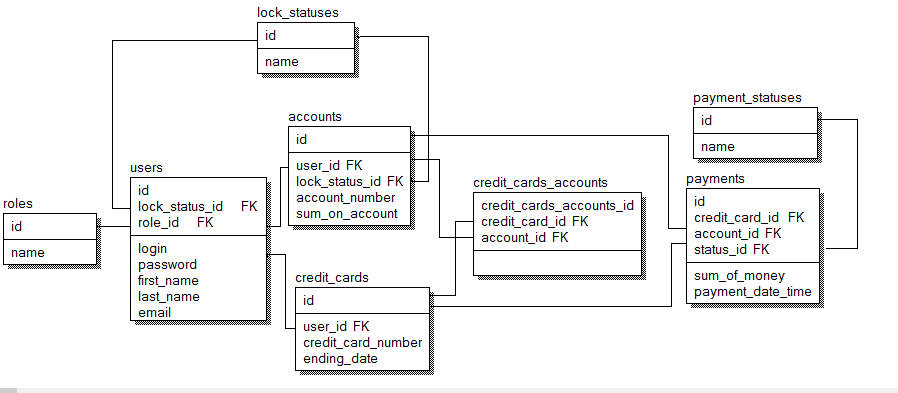 lock_statuses
id
name
accounts
id
user_id FK
lock_status_id FK
account_number
sum_on_account
payment_statuses
id
name
users
id
lock_status_id FK
role_id FK
login
password
first_name
last_name
email
roles
id
name
credit_cards_accounts
credit_cards_accounts_id
credit_card_id FK
account_id FK
payments
id
credit_card_id FK
account_id FK
status_id FK
sum_of_money
payment_date_time
credit_cards
id
user_id FK
credit_card_number
ending_date